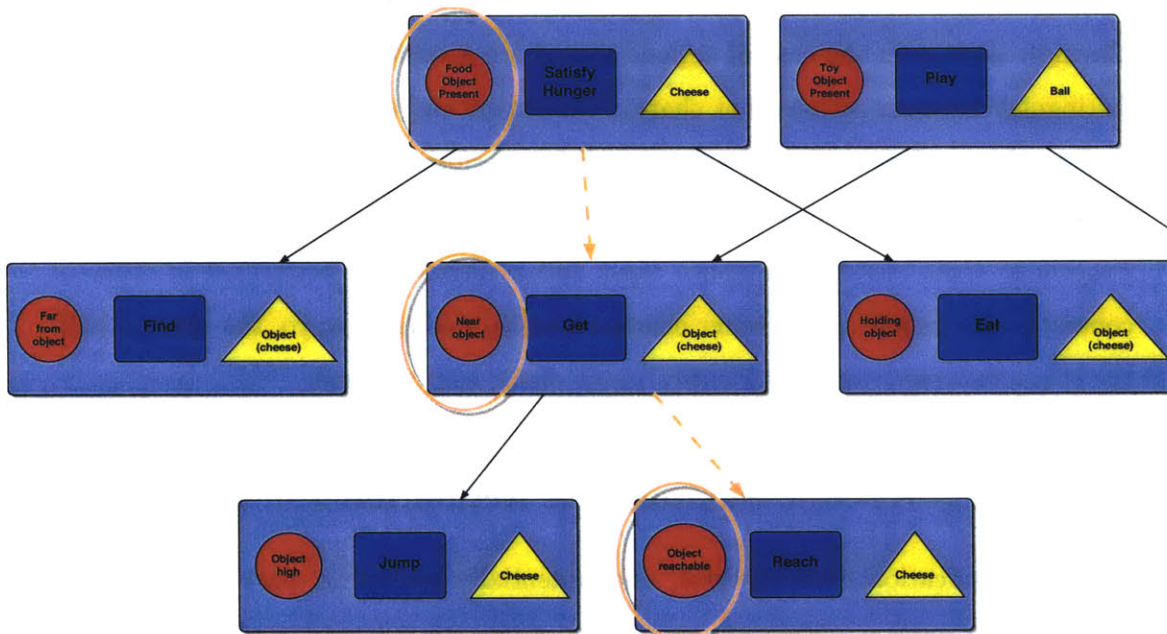 Food
Object
Present
Satisfy
Hunger
Cheese
Toy
Object
Present
Play
Ball
Far
from
object
Find
Object
(cheese)
Near
object
Get
Object
(cheese)
Holding
object
Eat
Object
(cheese)
Object
high
Jump
Cheese
Object
reachable
Reach
Cheese